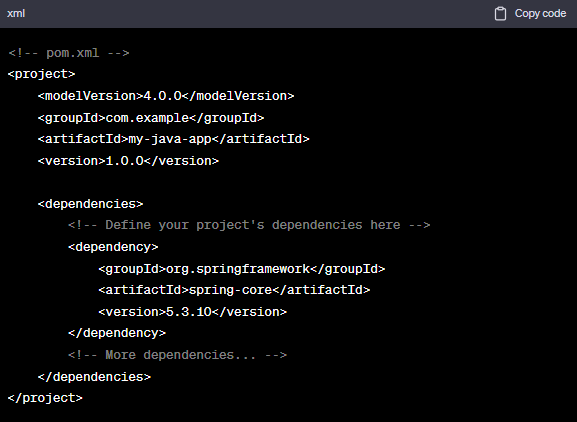 xml
Copy code
<!-- pom.xml -->
<project>
    <modelVersion>4.0.0</modelVersion>
    <groupId>com.example</groupId>
    <artifactId>my-java-app</artifactId>
    <version>1.0.0</version>

    <dependencies>
        <!-- Define your project's dependencies here -->
        <dependency>
            <groupId>org.springframework</groupId>
            <artifactId>spring-core</artifactId>
            <version>5.3.10</version>
        </dependency>
        <!-- More dependencies... -->
    </dependencies>
</project>